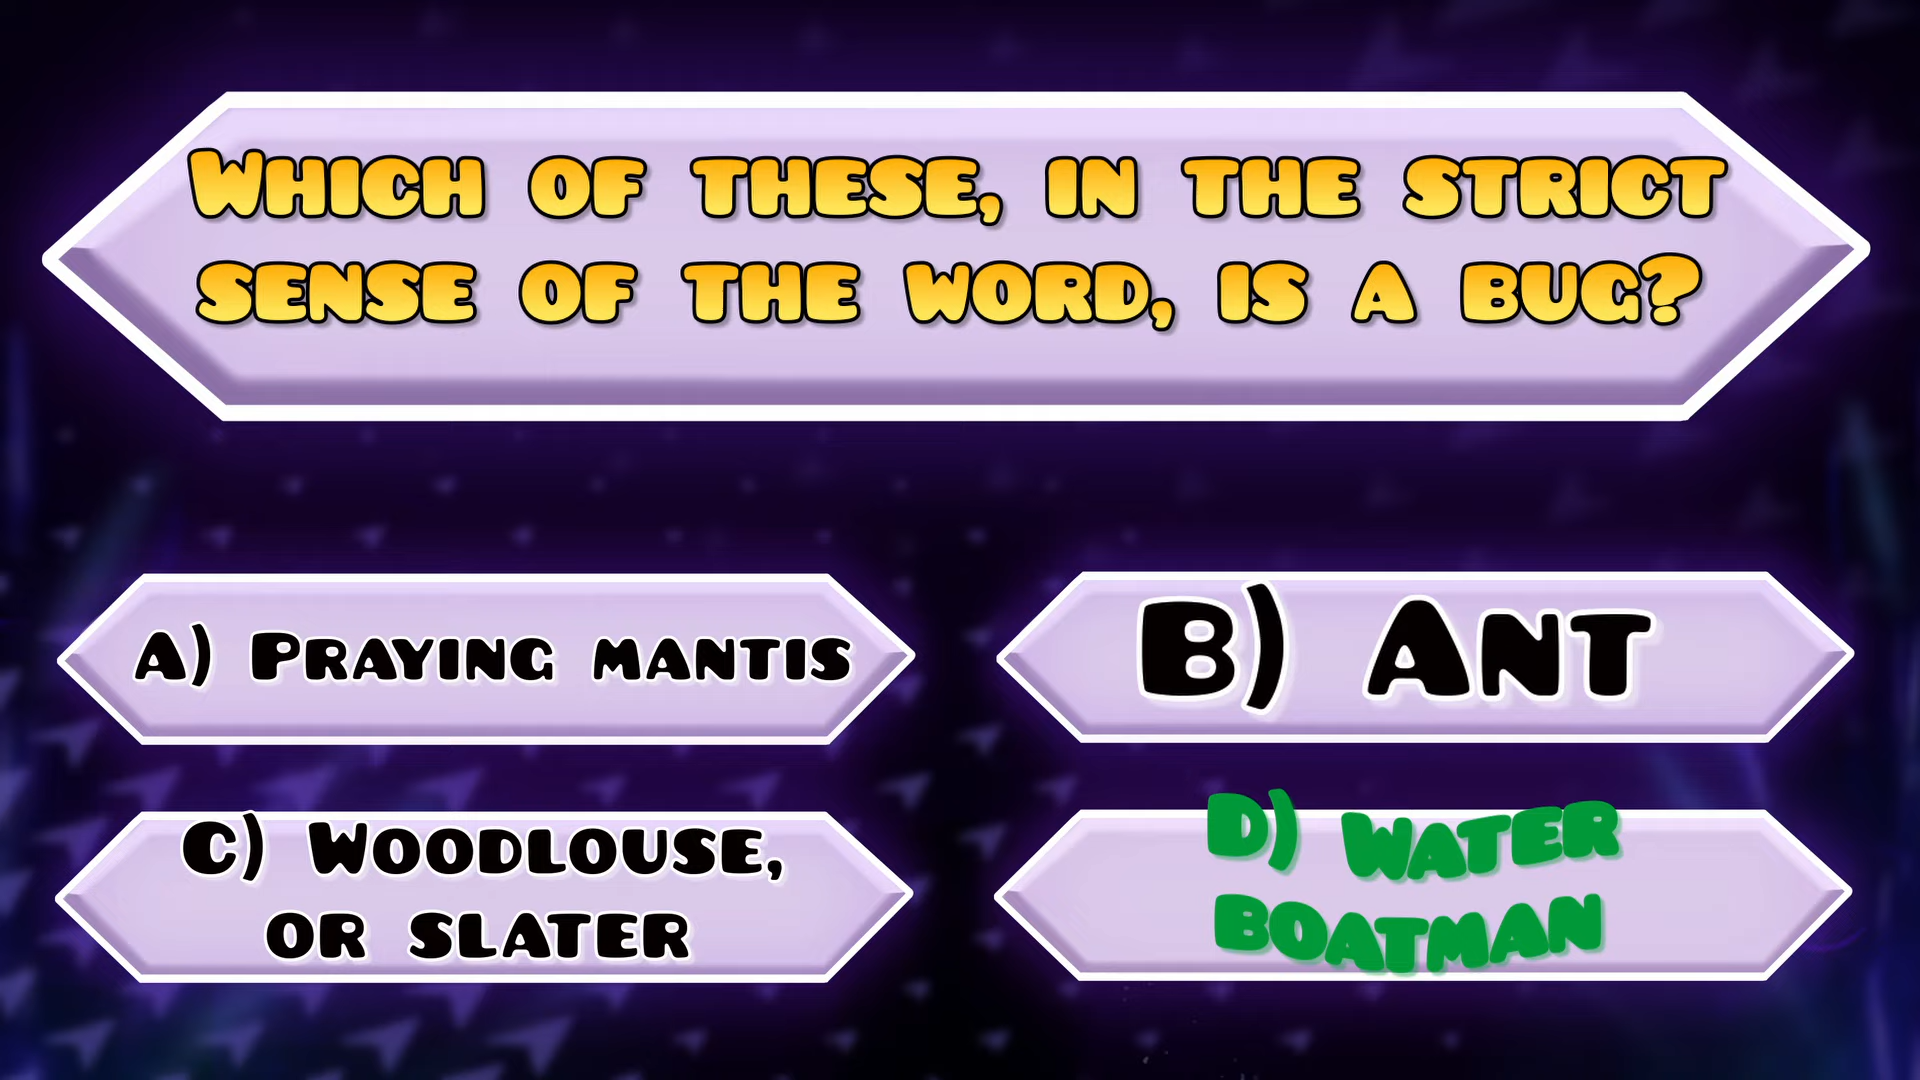 Which of these, in the strict
sense of the word, is a bug?
A) Praying mantis
B) Ant
C) Woodlouse,
or slater
D) Water
boatman